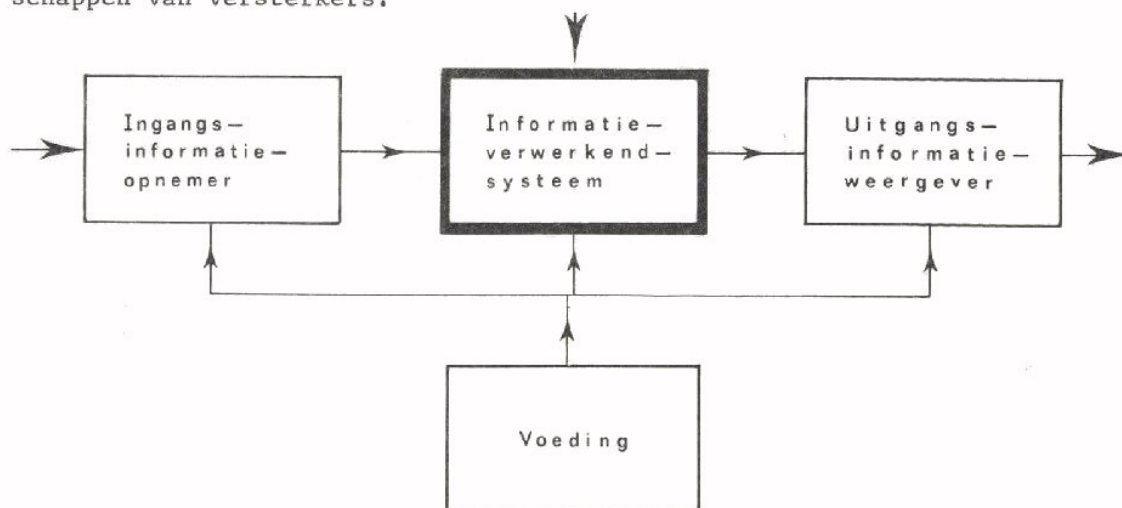 schappen van versterkers.
Ingangs—
informatie—
opnemer
Informatie—
verwerkend—
systeem
Uitgangs—
informatie—
weergever
Voeding